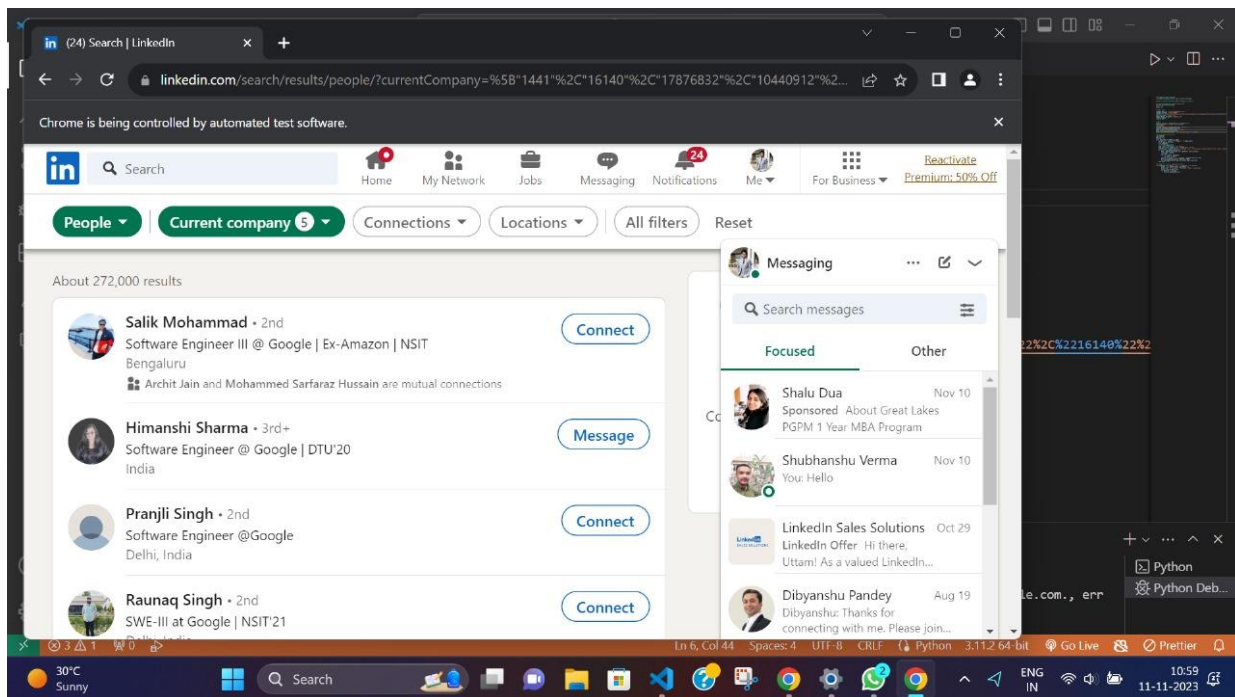 in (24) Search | LinkedIn
linkedin.com/search/results/people/?currentCompany=%5B"1441"%2C"16140"%2C"17876832"%2C"10440912"%2...
Chrome is being controlled by automated test software.
in Search
Home My Network Jobs Messaging 24 Notifications Me For Business Reactivate
Premium: 50% Off
People Current company 5 Connections Locations All filters Reset
About 272,000 results
Salik Mohammad • 2nd
Software Engineer III @ Google | Ex-Amazon | NSIT
Bengaluru
Archit Jain and Mohammed Sarfaraz Hussain are mutual connections
Connect
Himanshi Sharma • 3rd+
Software Engineer @ Google | DTU'20
India
Message
Pranjli Singh • 2nd
Software Engineer @Google
Delhi, India
Connect
Raunaq Singh • 2nd
SWE-III at Google | NSIT'21
Connect
Messaging
Search messages
Focused Other
Shalu Dua Nov 10
Sponsored About Great Lakes
PGPM 1 Year MBA Program
Shubhanshu Verma Nov 10
You: Hello
LinkedIn Sales Solutions Oct 29
LinkedIn Offer Hi there,
Uttam! As a valued LinkedIn...
Dibyanshu Pandey Aug 19
Dibyanshu: Thanks for
connecting with me. Please join...
22%2C%2216140%22%2
Python
le.com., err Python Deb...
3 1 0 Ln 6, Col 44 Spaces: 4 UTF-8 CRLF Python 3.11.2 64-bit Go Live Prettier
30°C
Sunny
Search
2
ENG
IN
10:59
11-11-2023